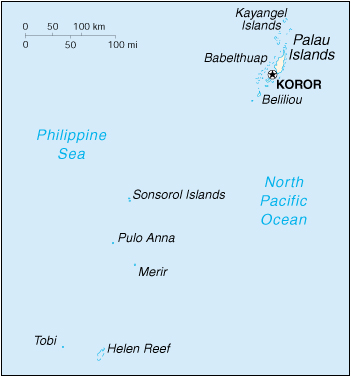 0 50 100 km
0 50 100 mi
Kayangel
Islands
Palau
Islands
Babelthuap
KOROR
Beliliou
Philippine
Sea
Sonsorol Islands
North
Pacific
Ocean
Pulo Anna
Merir
Tobi
Helen Reef